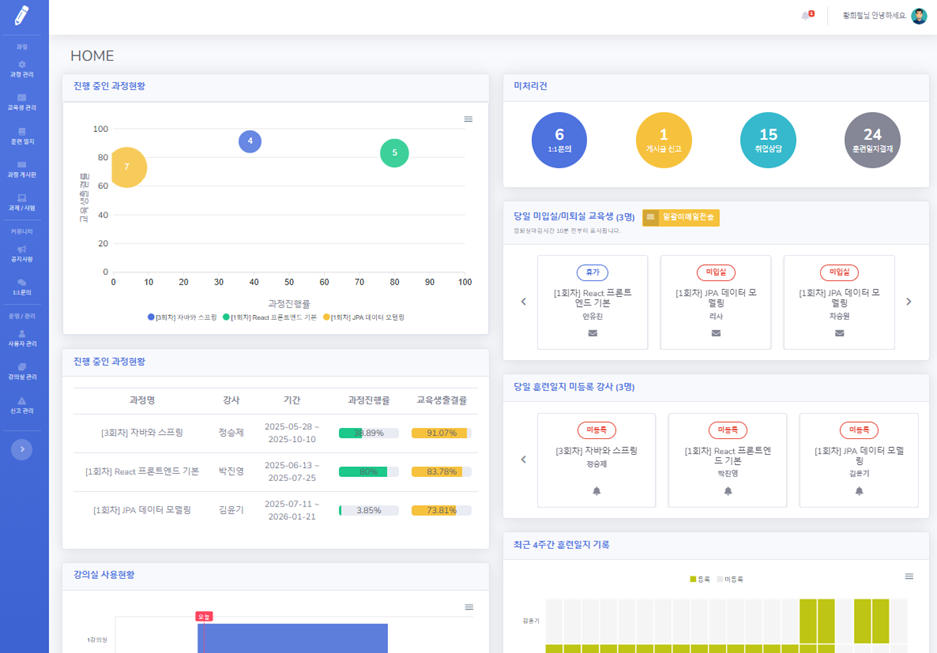 황희철님 안녕하세요.
1
과정
과정 관리
교육생 관리
훈련 일지
과정 게시판
과제 / 시험
커뮤니티
공지사항
1:1문의
운영 / 관리
사용자 관리
강의실 관리
신고 관리
HOME
진행 중인 과정현황
교육생출결률
100
80
60
40
20
0
7
4
5
0 10 20 30 40 50 60 70 80 90 100
과정진행률
[3회차] 자바와 스프링 [1회차] React 프론트엔드 기본 [1회차] JPA 데이터 모델링
진행 중인 과정현황
과정명 강사 기간 과정진행률 교육생출결률
[3회차] 자바와 스프링 정승제 2025-05-28 ~ 2025-10-10 38.89% 91.07%
[1회차] React 프론트엔드 기본 박진영 2025-06-13 ~ 2025-07-25 80% 83.78%
[1회차] JPA 데이터 모델링 김윤기 2025-07-11 ~ 2026-01-21 3.85% 73.81%
강의실 사용현황
오늘
1강의실
미처리건
6
1:1문의
1
게시글 신고
15
취업상담
24
훈련일지결재
당일 미입실/미퇴실 교육생 (3명)
일괄이메일전송
휴가
[1회차] React 프론트
엔드 기본
안유진
미입실
[1회차] JPA 데이터 모
델링
리사
미입실
[1회차] JPA 데이터 모
델링
차승원
당일 훈련일지 미등록 강사 (3명)
미등록
[3회차] 자바와 스프링
정승제
미등록
[1회차] React 프론트엔
드 기본
박진영
미등록
[1회차] JPA 데이터 모델
링
김윤기
최근 4주간 훈련일지 기록
등록 미등록
김윤기